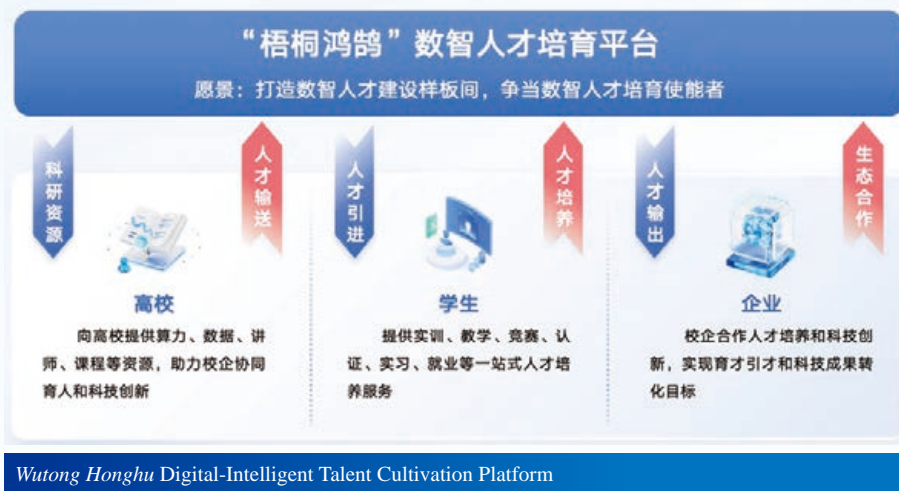 “梧桐鸿鹄”数智人才培育平台
愿景：打造数智人才建设样板间，争当数智人才培育使能者
科研资源
人才输送
人才引进
人才培养
人才输出
生态合作
高校
向高校提供算力、数据、讲
师、课程等资源，助力校企协同
育人和科技创新
学生
提供实训、教学、竞赛、认
证、实习、就业等一站式人才培
养服务
企业
校企合作人才培养和科技创
新，实现育才引才和科技成果转
化目标
Wutong Honghu Digital-Intelligent Talent Cultivation Platform